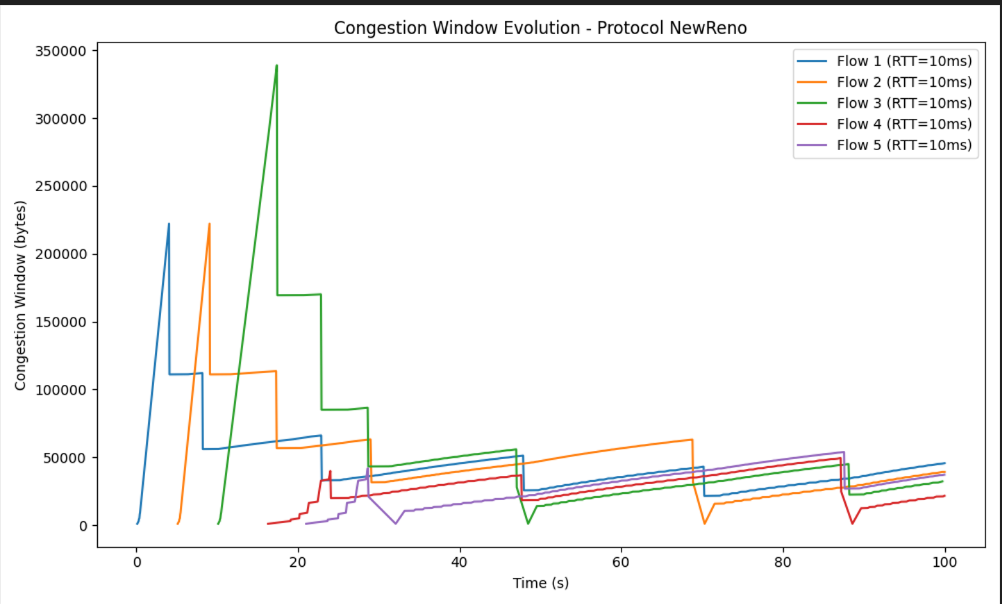 Congestion Window Evolution - Protocol NewReno
Congestion Window (bytes)
350000
300000
250000
200000
150000
100000
50000
0
Flow 1 (RTT=10ms)
Flow 2 (RTT=10ms)
Flow 3 (RTT=10ms)
Flow 4 (RTT=10ms)
Flow 5 (RTT=10ms)
0 20 40 60 80 100
Time (s)